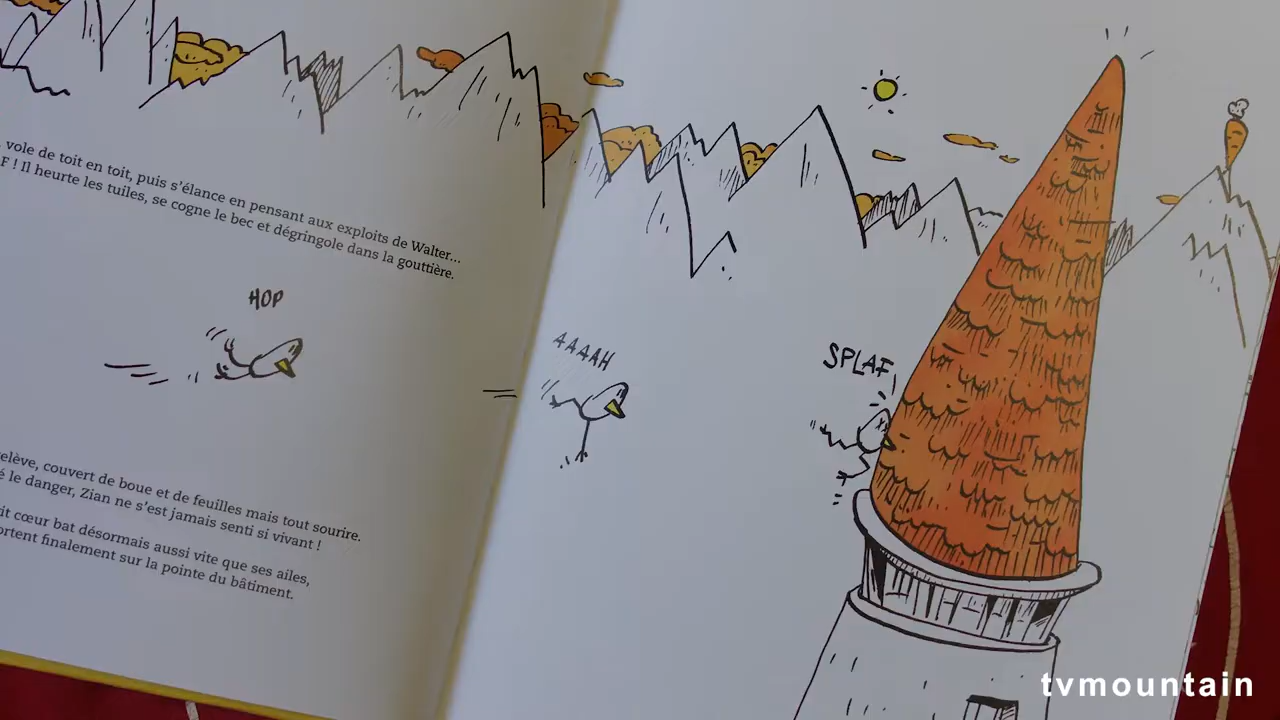 vole de toit en toit, puis s'élance en pensant aux exploits de Walter...
F ! Il heurte les tuiles, se cogne le bec et dégringole dans la gouttière.
HOP
AAAAH
SPLAF
elève, couvert de boue et de feuilles mais tout sourire.
é le danger, Zian ne s'est jamais senti si vivant !
it cœur bat désormais aussi vite que ses ailes,
ortent finalement sur la pointe du bâtiment.
tvmountain